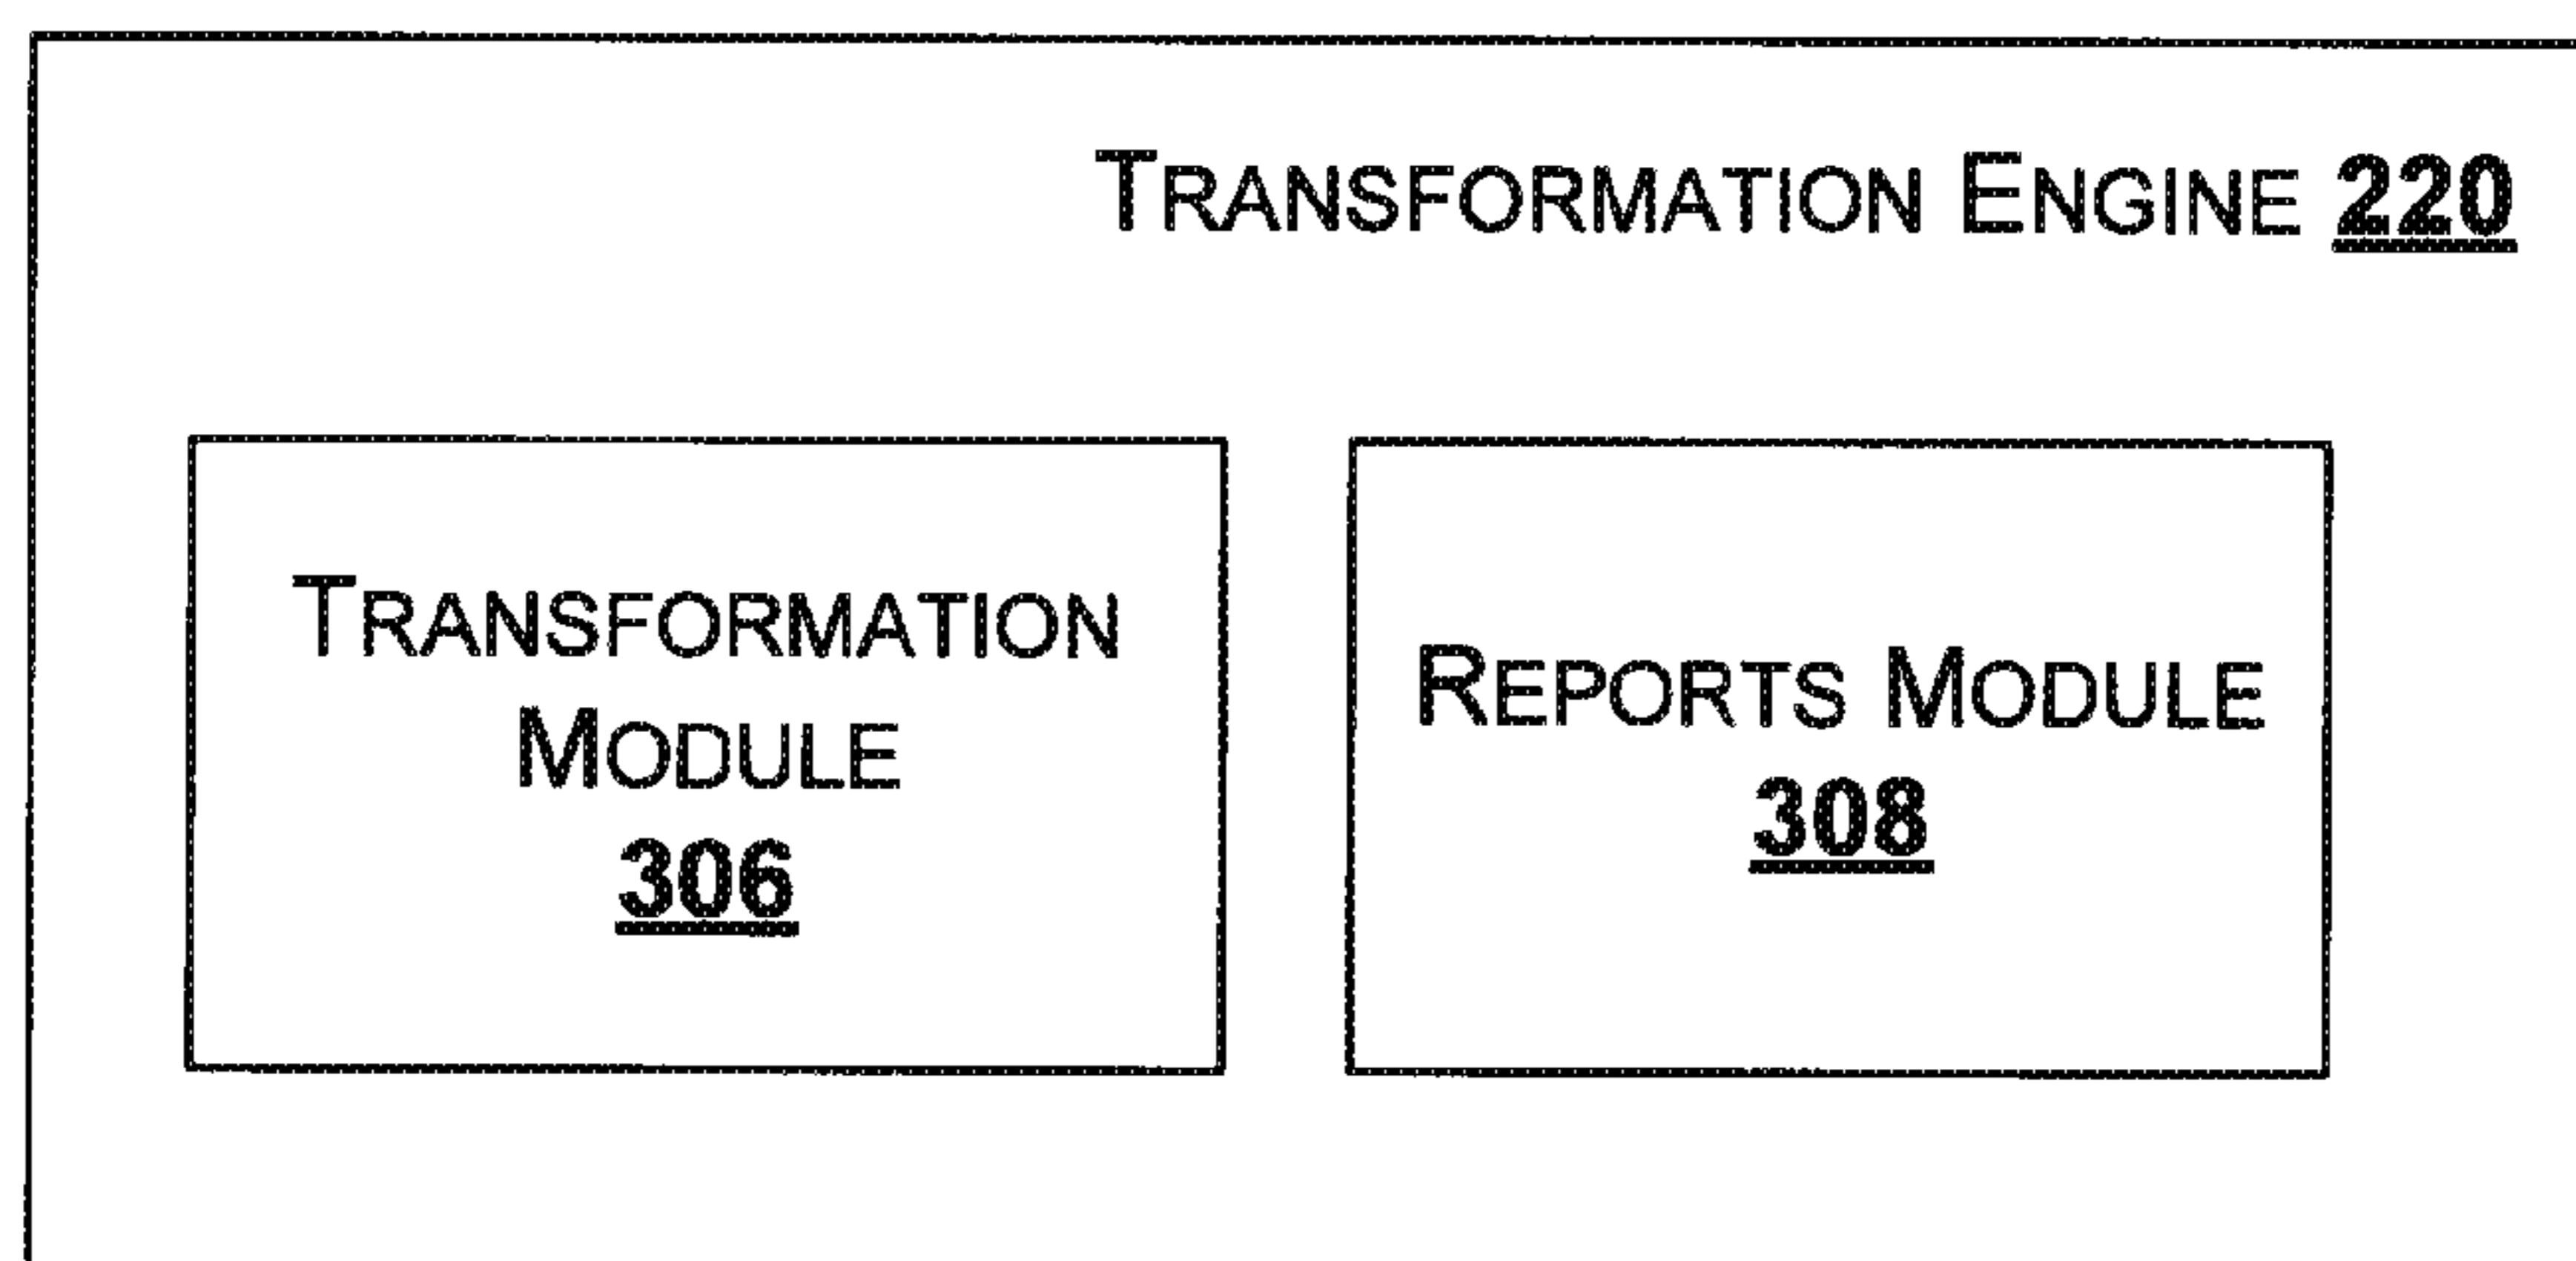 TRANSFORMATION ENGINE 220
TRANSFORMATION
MODULE
306
REPORTS MODULE
308